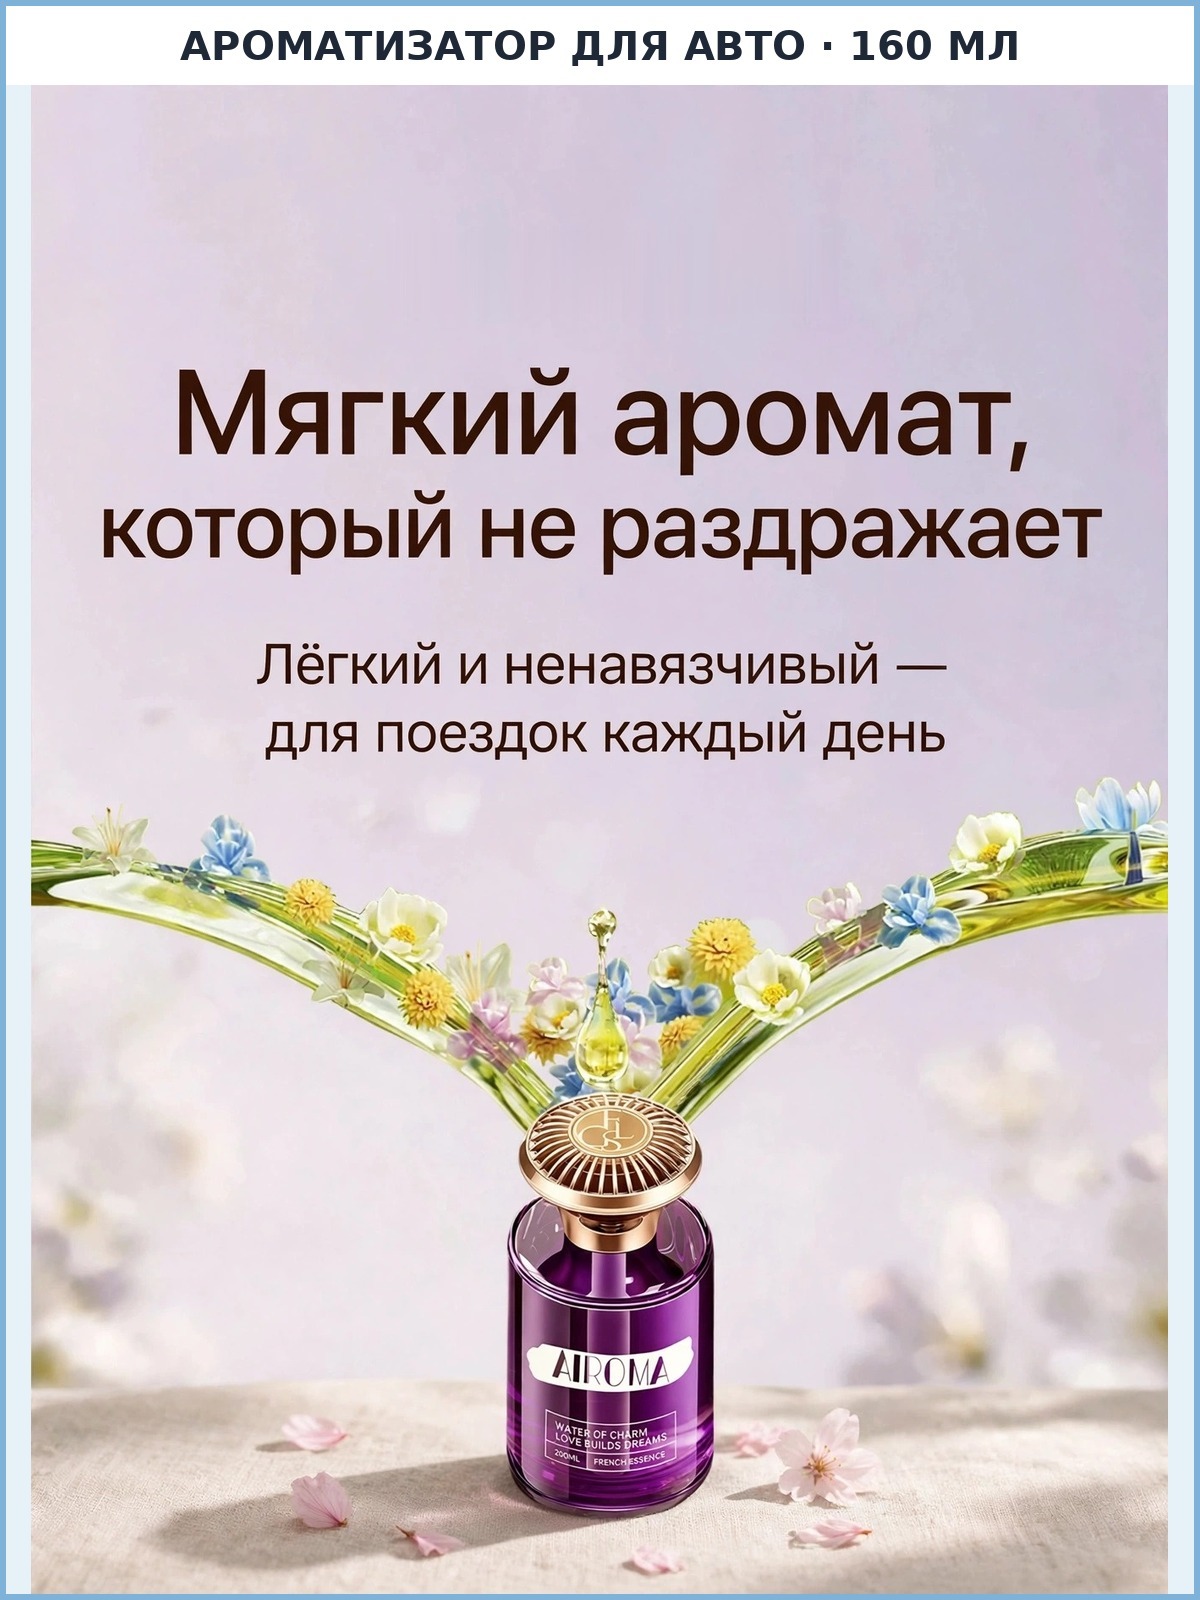 АРОМАТИЗАТОР ДЛЯ АВТО · 160 МЛ
Мягкий аромат,
который не раздражает
Лёгкий и ненавязчивый —
для поездок каждый день
AIROMA
WATER OF CHARM
LOVE BUILDS DREAMS
200ML FRENCH ESSENCE